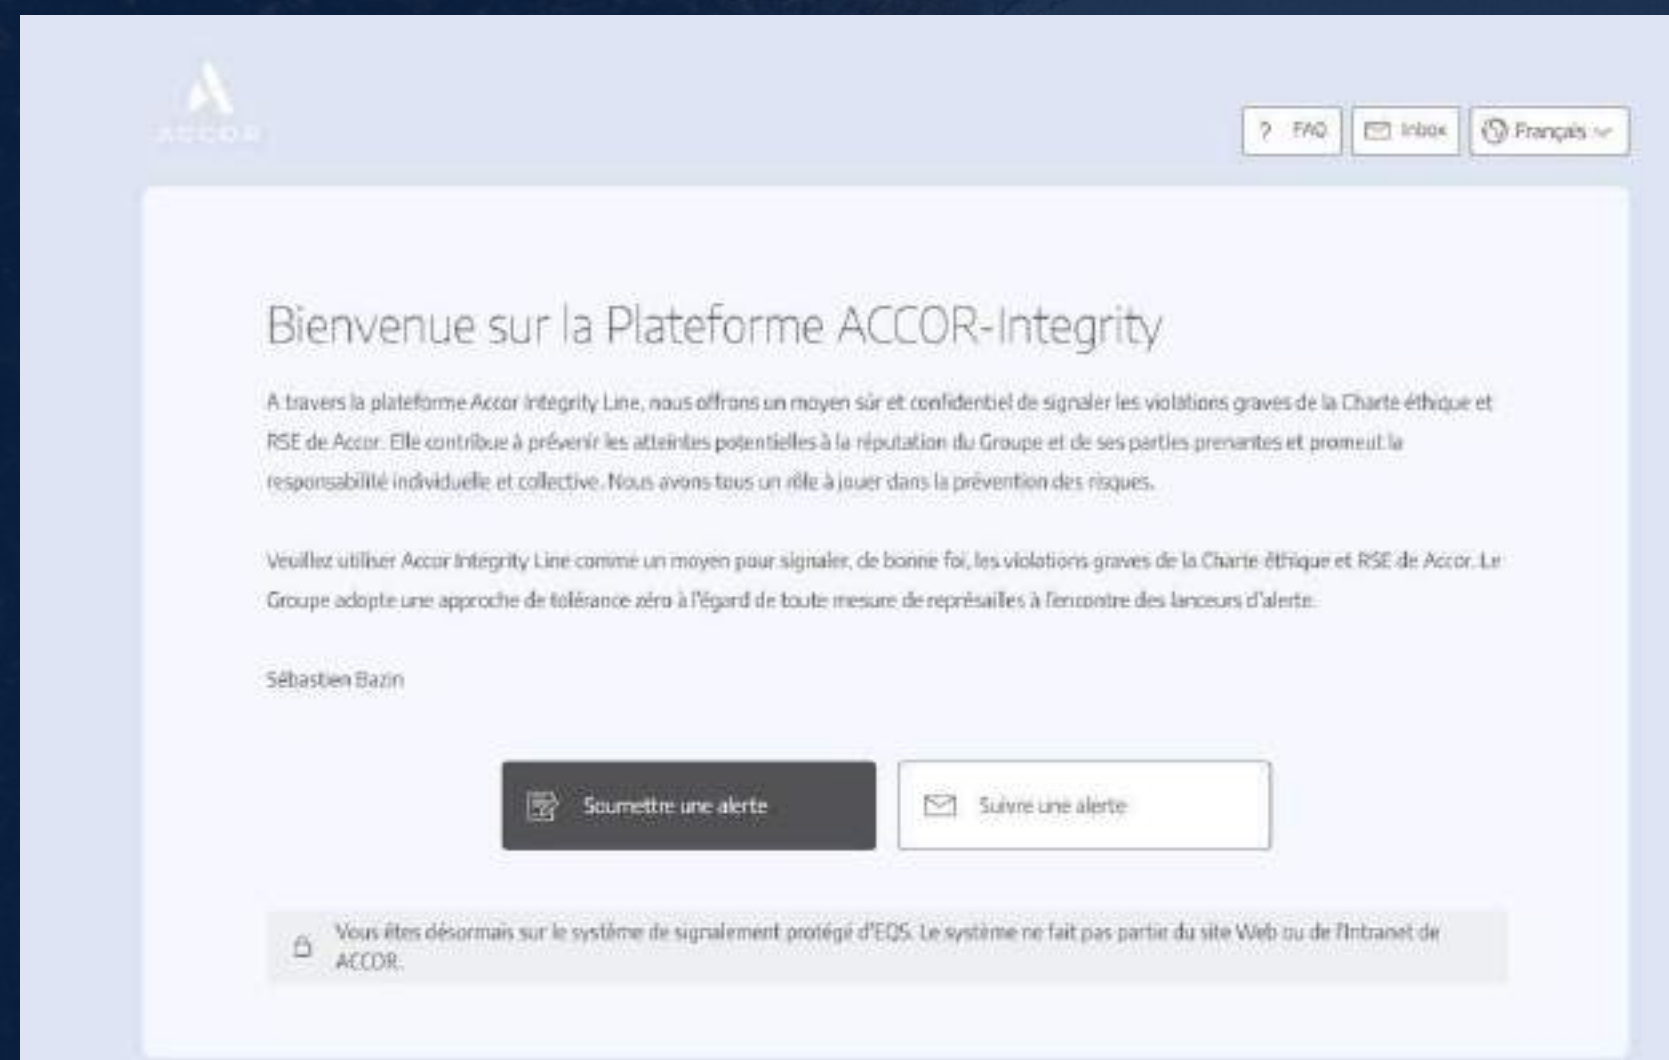 ACCOR
? FAQ
Inbox
Français
Bienvenue sur la Plateforme ACCOR-Integrity
A travers la plateforme Accor Integrity Line, nous offrons un moyen sûr et confidentiel de signaler les violations graves de la Charte éthique et
RSE de Accor. Elle contribue à prévenir les atteintes potentielles à la réputation du Groupe et de ses parties prenantes et promeut la
responsabilité individuelle et collective. Nous avons tous un rôle à jouer dans la prévention des risques.
Veuillez utiliser Accor Integrity Line comme un moyen pour signaler, de bonne foi, les violations graves de la Charte éthique et RSE de Accor. Le
Groupe adopte une approche de tolérance zéro à l'égard de toute mesure de représailles à l'encontre des lanceurs d'alerte.
Sébastien Bazin
Soumettre une alerte
Suivre une alerte
Vous êtes désormais sur le système de signalement protégé d'EQS. Le système ne fait pas partie du site Web ou de l'Intranet de
ACCOR.